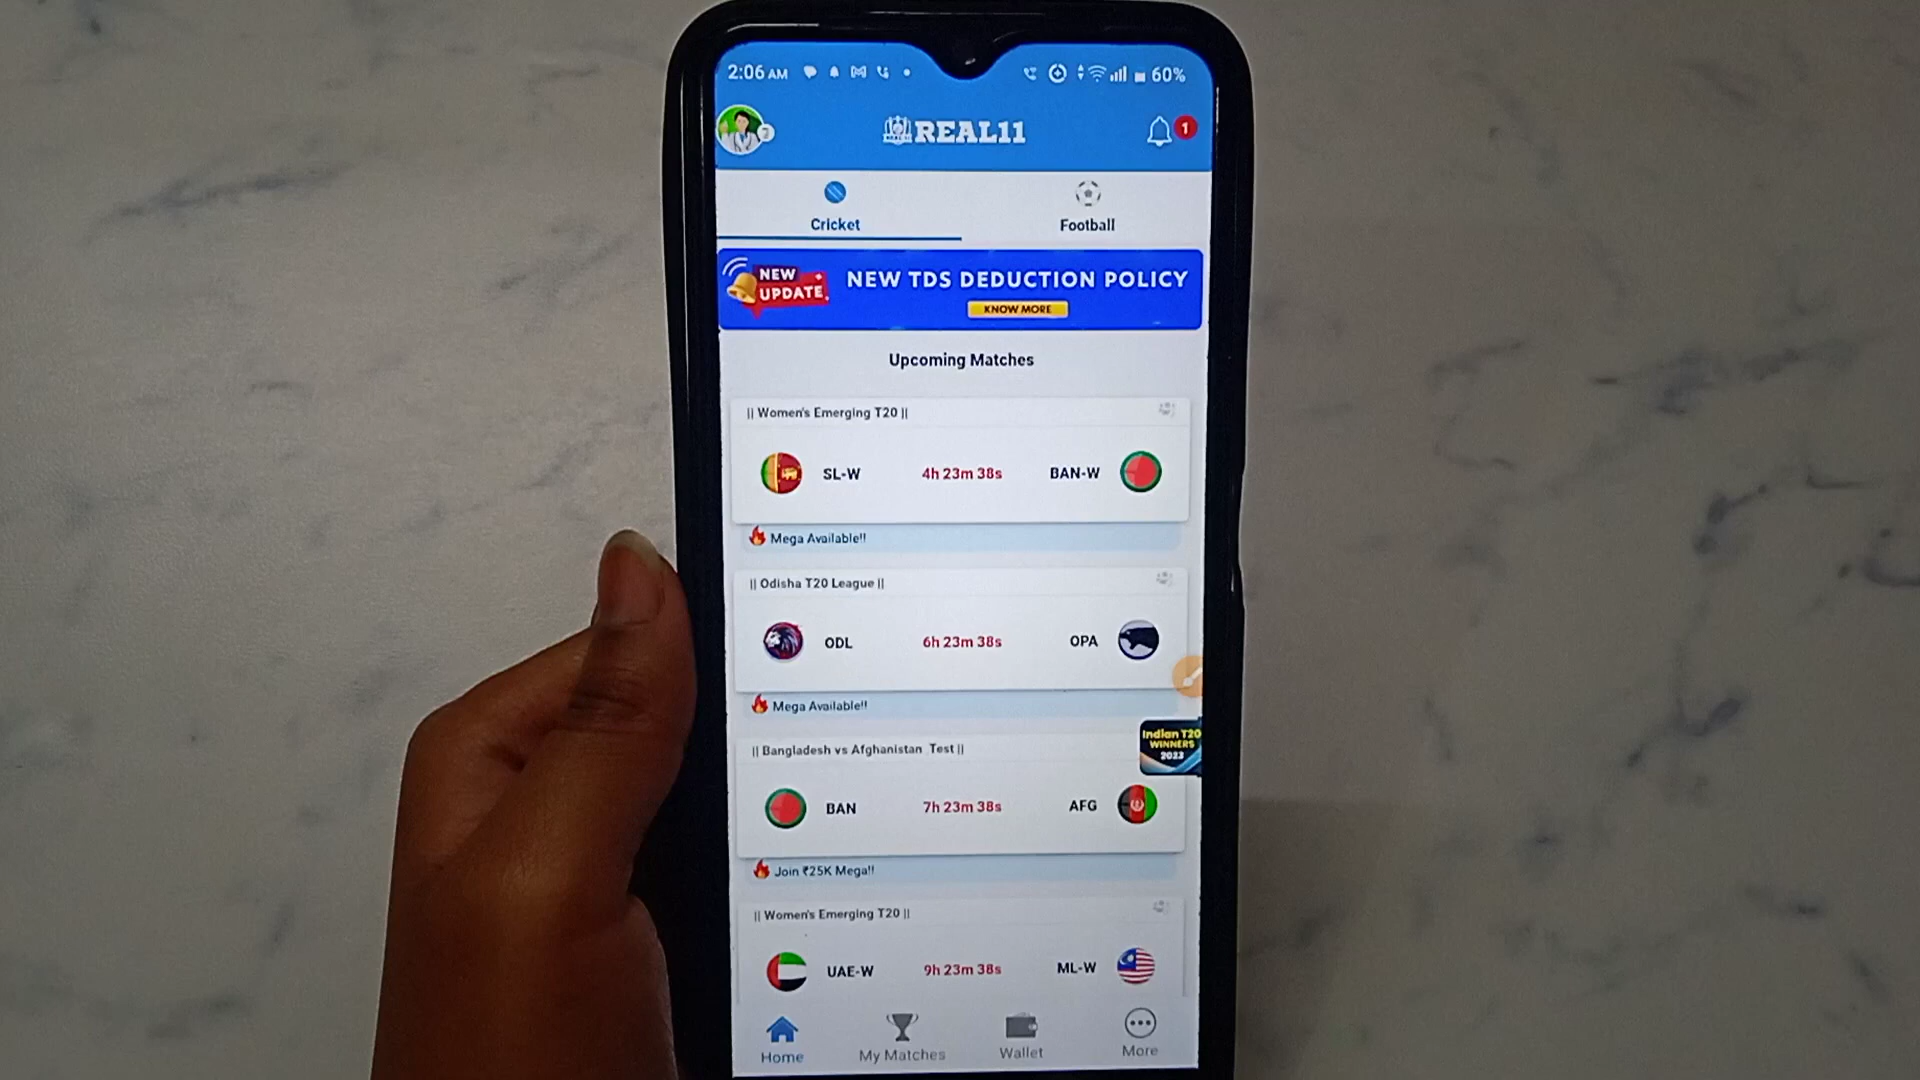 2:06 AM 60%
REAL11
1
Cricket Football
NEW UPDATE
NEW TDS DEDUCTION POLICY
KNOW MORE
Upcoming Matches
|| Women's Emerging T20 ||
SL-W 4h 23m 38s BAN-W
Mega Available!!
|| Odisha T20 League ||
ODL 6h 23m 38s OPA
Mega Available!!
|| Bangladesh vs Afghanistan Test ||
Indian T20
WINNERS
BAN 7h 23m 38s AFG
Join ₹25K Mega!!
|| Women's Emerging T20 ||
UAE-W 9h 23m 38s ML-W
Home My Matches Wallet More